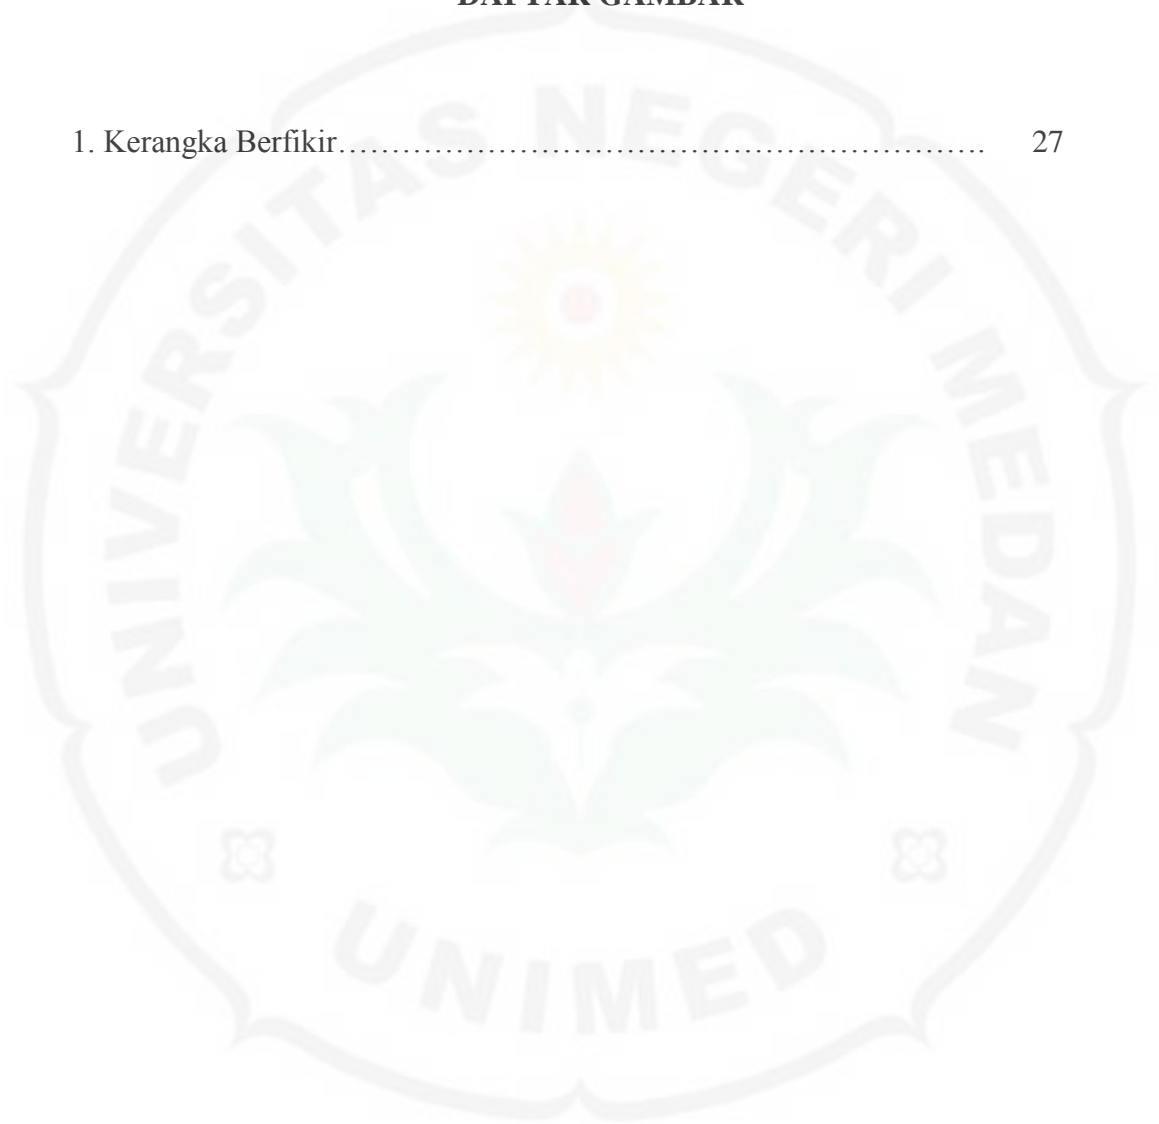 DAFTAR GAMBAR
1. Kerangka Berfikir…………………………………………………. 27
UNIVERSITAS NEGERI MEDAN
UNIMED